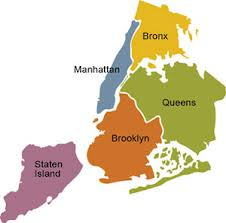 Bronx
Manhattan
Queens
Brooklyn
Staten
Island